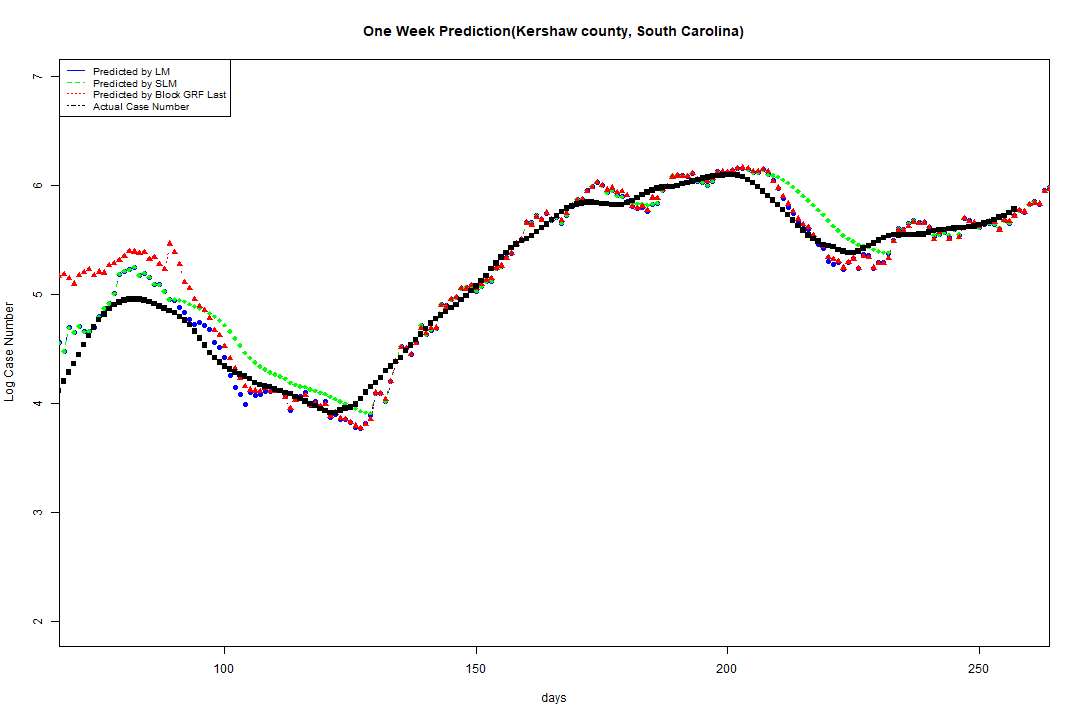 One Week Prediction(Kershaw county, South Carolina)
Predicted by LM
Predicted by SLM
Predicted by Block GRF Last
Actual Case Number
7
6
5
4
3
2
Log Case Number
100 150 200 250
days